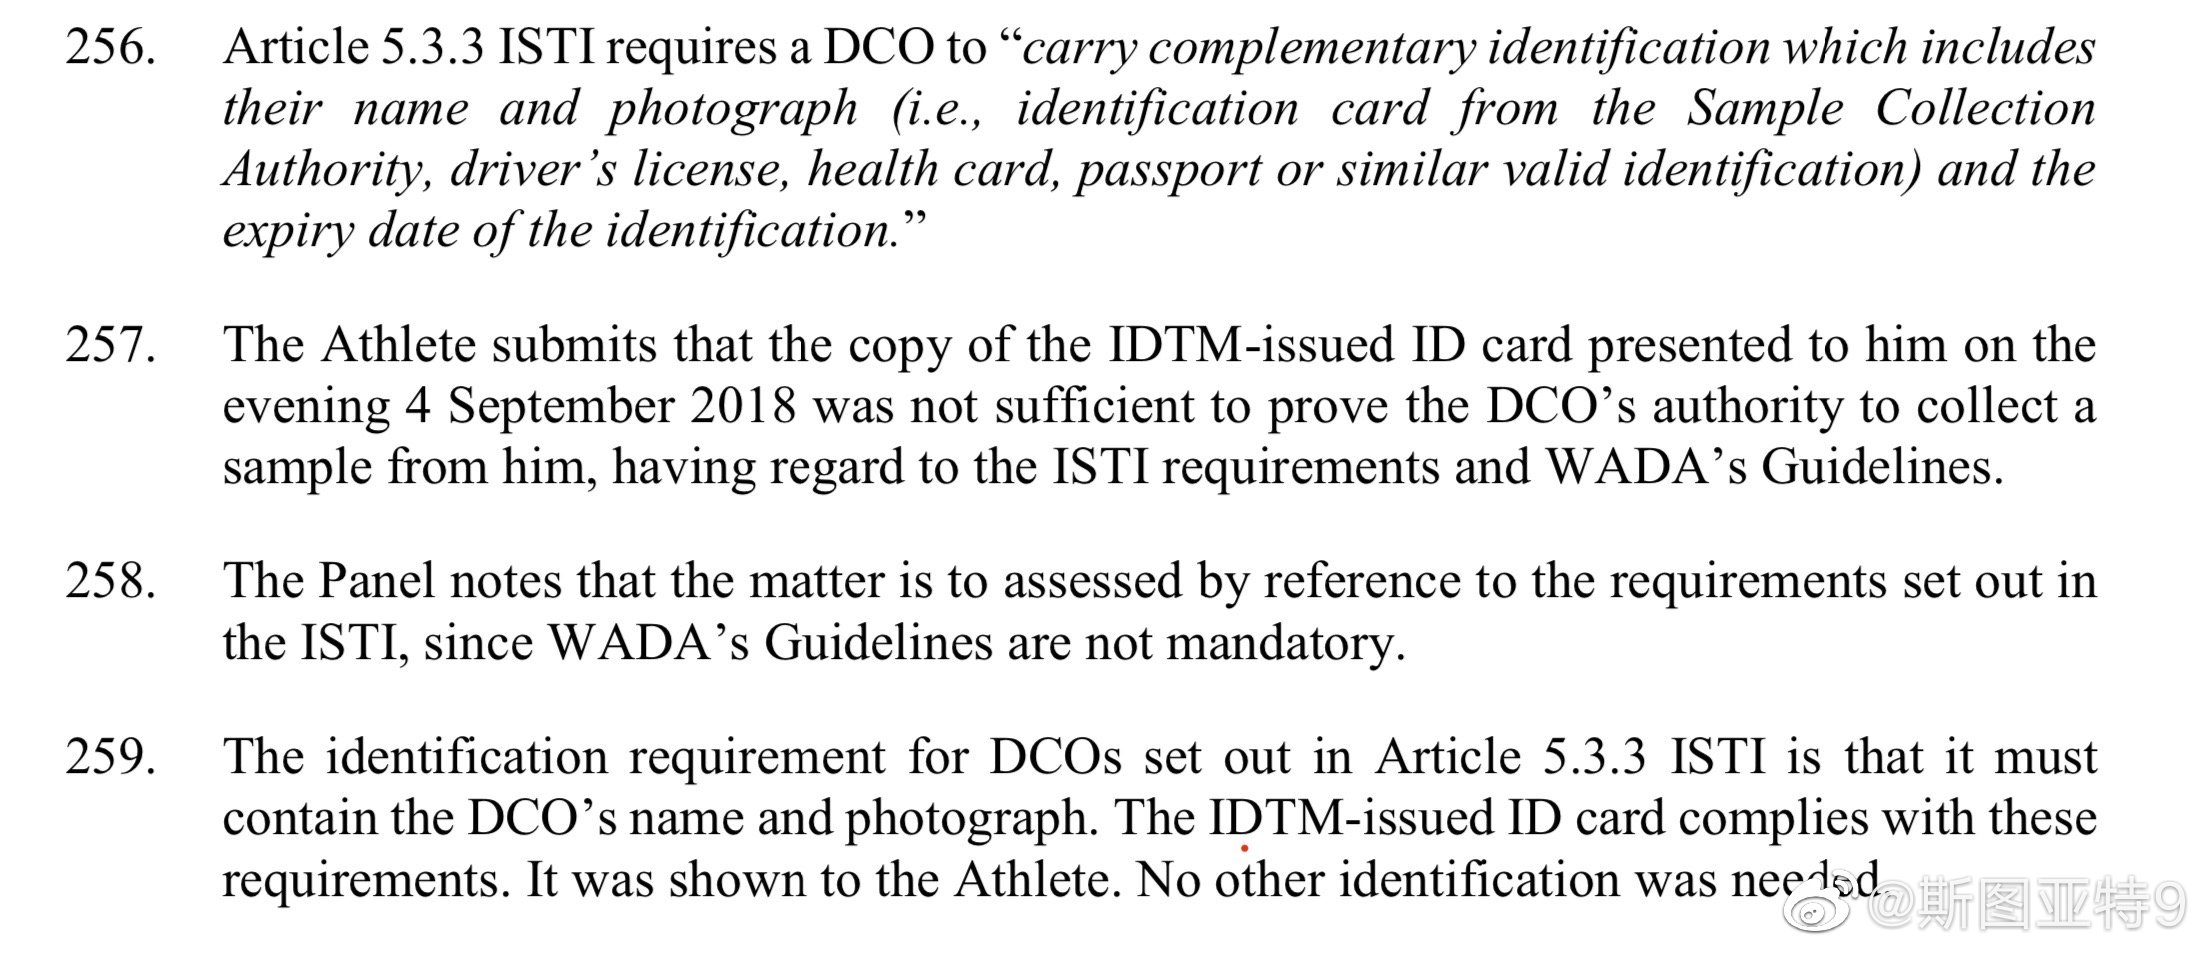 256. Article 5.3.3 ISTI requires a DCO to “carry complementary identification which includes
their name and photograph (i.e., identification card from the Sample Collection
Authority, driver’s license, health card, passport or similar valid identification) and the
expiry date of the identification.”
257. The Athlete submits that the copy of the IDTM-issued ID card presented to him on the
evening 4 September 2018 was not sufficient to prove the DCO’s authority to collect a
sample from him, having regard to the ISTI requirements and WADA’s Guidelines.
258. The Panel notes that the matter is to assessed by reference to the requirements set out in
the ISTI, since WADA’s Guidelines are not mandatory.
259. The identification requirement for DCOs set out in Article 5.3.3 ISTI is that it must
contain the DCO’s name and photograph. The IDTM-issued ID card complies with these
requirements. It was shown to the Athlete. No other identification was needed.
@斯图亚特9